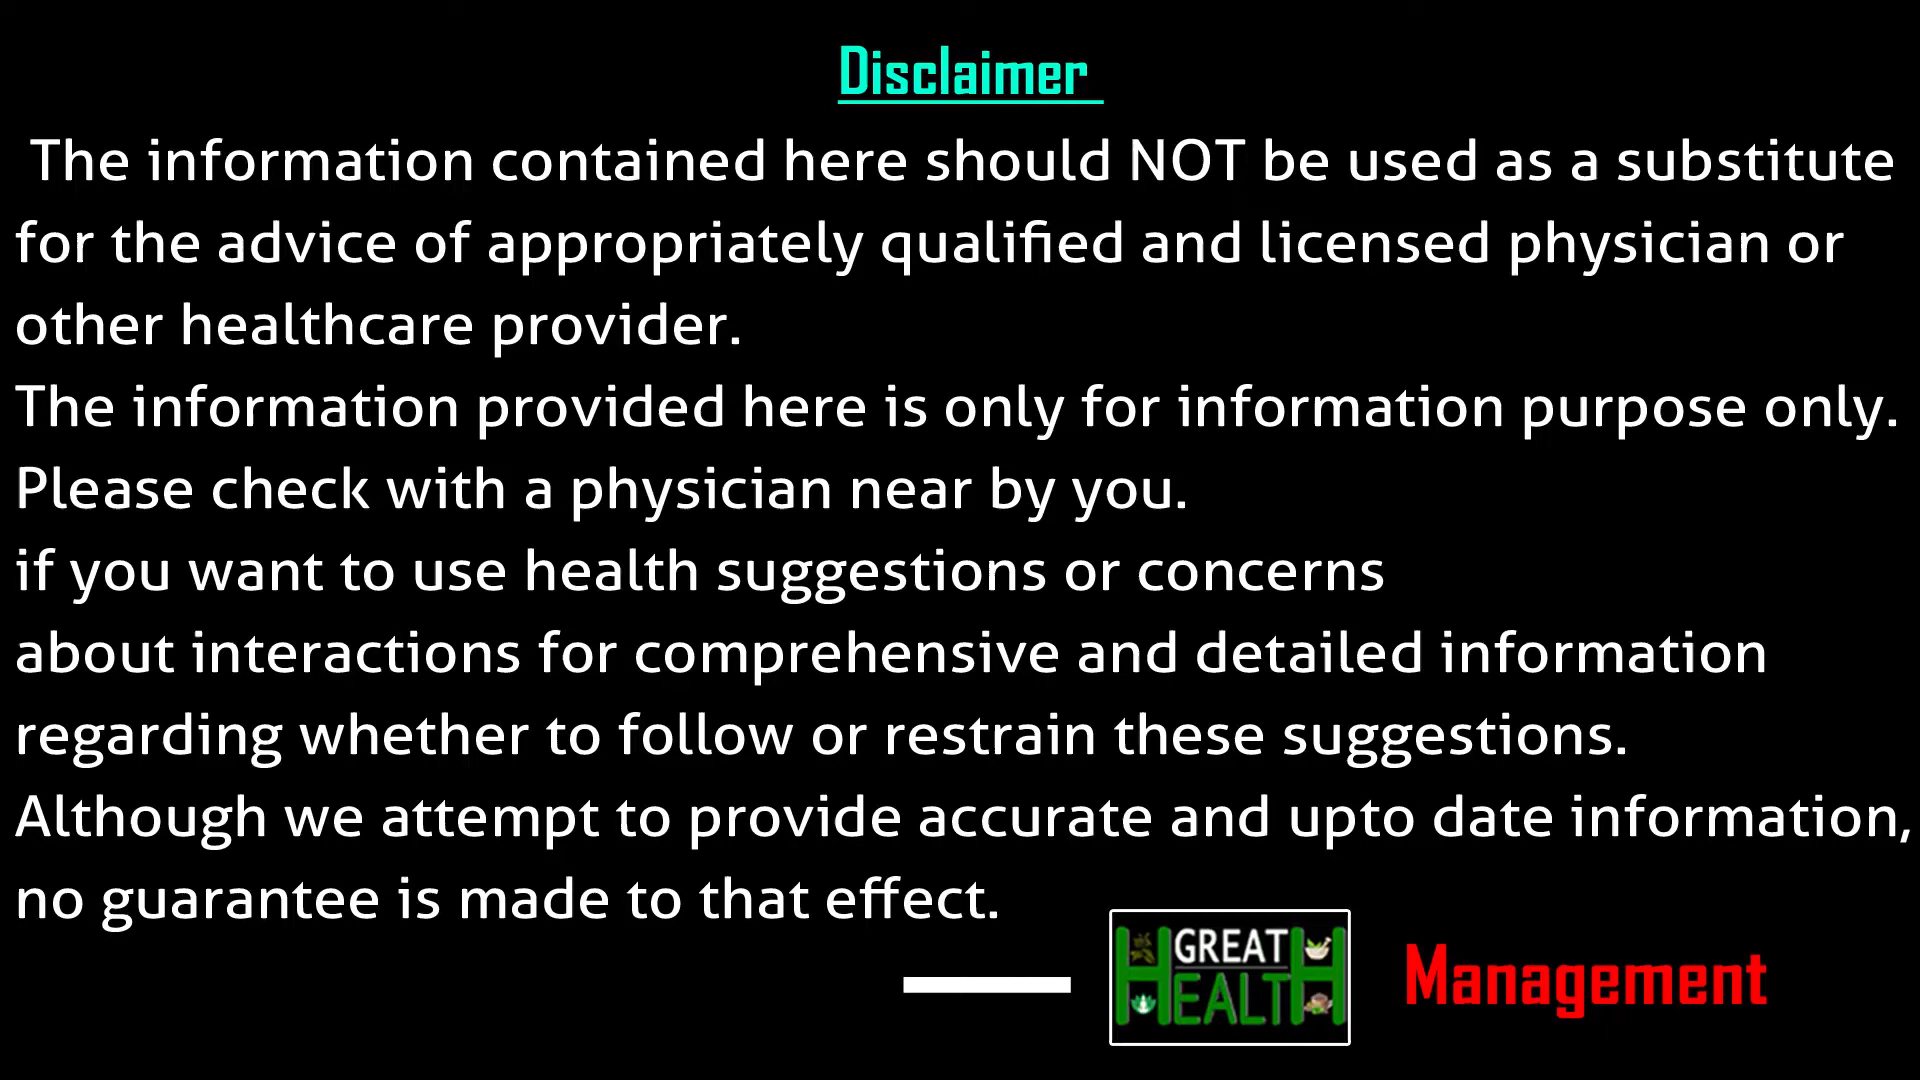 Disclaimer
The information contained here should NOT be used as a substitute
for the advice of appropriately qualified and licensed physician or
other healthcare provider.
The information provided here is only for information purpose only.
Please check with a physician near by you.
if you want to use health suggestions or concerns
about interactions for comprehensive and detailed information
regarding whether to follow or restrain these suggestions.
Although we attempt to provide accurate and upto date information,
no guarantee is made to that effect.
GREAT
HEALTH
Management